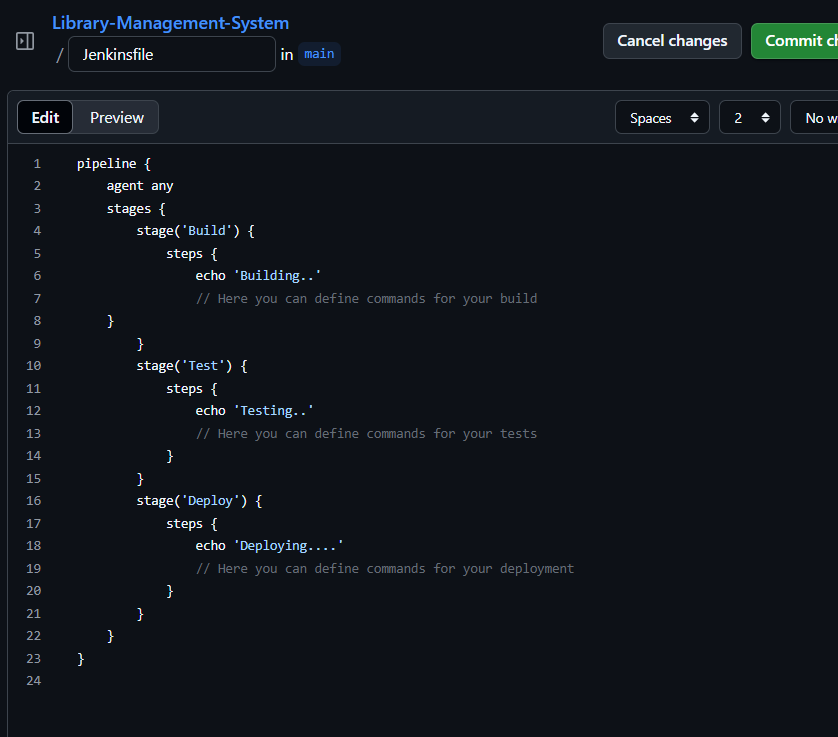 Library-Management-System
/ Jenkinsfile in main Cancel changes Commit ch
Edit Preview Spaces 2 No w
1 pipeline {
2     agent any
3     stages {
4         stage('Build') {
5             steps {
6                 echo 'Building..'
7                 // Here you can define commands for your build
8     }
9         }
10         stage('Test') {
11             steps {
12                 echo 'Testing..'
13                 // Here you can define commands for your tests
14             }
15         }
16         stage('Deploy') {
17             steps {
18                 echo 'Deploying....'
19                 // Here you can define commands for your deployment
20             }
21         }
22     }
23 }
24